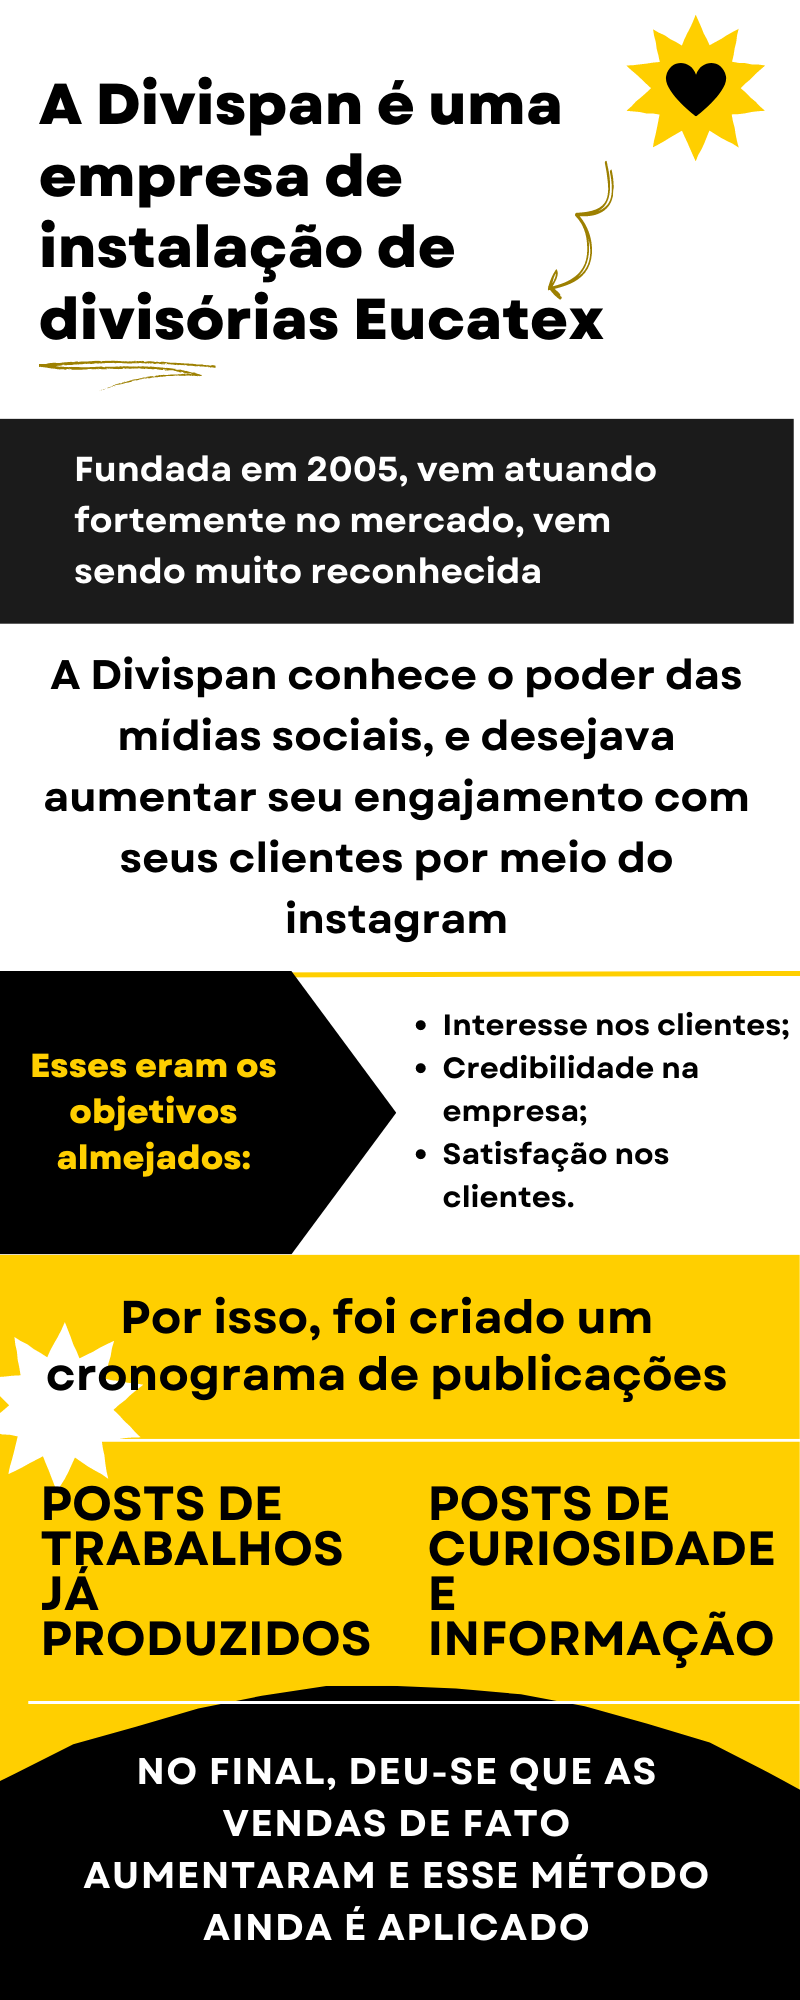 A Divispan é uma
empresa de
instalação de
divisórias Eucatex
Fundada em 2005, vem atuando
fortemente no mercado, vem
sendo muito reconhecida
A Divispan conhece o poder das
mídias sociais, e desejava
aumentar seu engajamento com
seus clientes por meio do
instagram
Esses eram os
objetivos
almejados:
• Interesse nos clientes;
• Credibilidade na
empresa;
• Satisfação nos
clientes.
Por isso, foi criado um
cronograma de publicações
POSTS DE
TRABALHOS
JÁ
PRODUZIDOS
POSTS DE
CURIOSIDADE
E
INFORMAÇÃO
NO FINAL, DEU-SE QUE AS
VENDAS DE FATO
AUMENTARAM E ESSE MÉTODO
AINDA É APLICADO